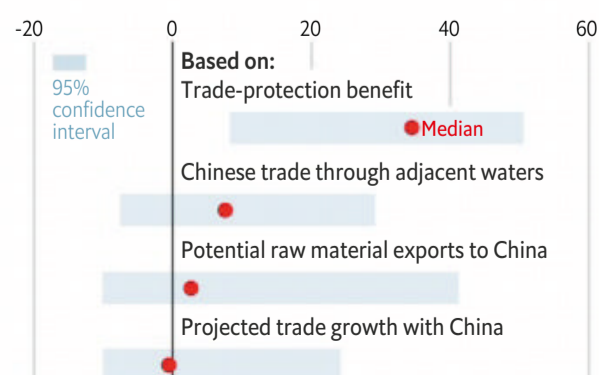 -20 0 20 40 60
95%
confidence
interval
Based on:
Trade-protection benefit
Median
Chinese trade through adjacent waters
Potential raw material exports to China
Projected trade growth with China